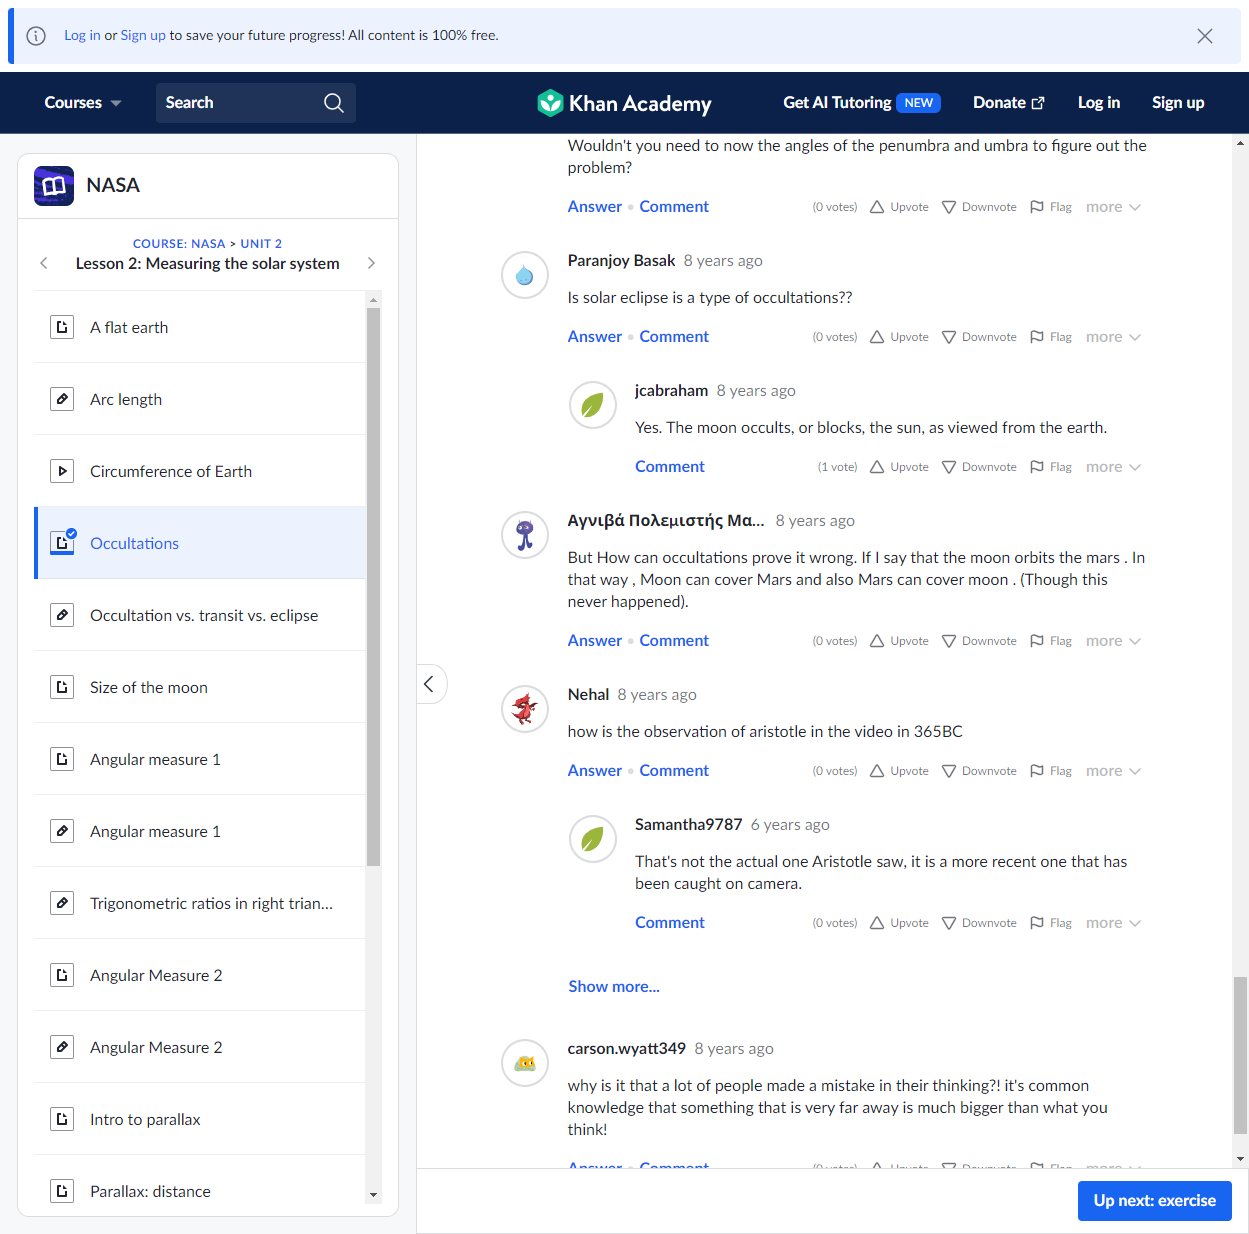 Log in or Sign up to save your future progress! All content is 100% free.
Courses
Search
Khan Academy
Get AI Tutoring NEW
Donate
Log in
Sign up
NASA
COURSE: NASA > UNIT 2
Lesson 2: Measuring the solar system
A flat earth
Arc length
Circumference of Earth
Occultations
Occultation vs. transit vs. eclipse
Size of the moon
Angular measure 1
Angular measure 1
Trigonometric ratios in right trian...
Angular Measure 2
Angular Measure 2
Intro to parallax
Parallax: distance
Wouldn't you need to now the angles of the penumbra and umbra to figure out the
problem?
Answer • Comment (0 votes) Upvote Downvote Flag more
Paranjoy Basak 8 years ago
Is solar eclipse is a type of occultations??
Answer • Comment (0 votes) Upvote Downvote Flag more
jcabraham 8 years ago
Yes. The moon occults, or blocks, the sun, as viewed from the earth.
Comment (1 vote) Upvote Downvote Flag more
Αγνιβά Πολεμιστής Μα... 8 years ago
But How can occultations prove it wrong. If I say that the moon orbits the mars . In
that way , Moon can cover Mars and also Mars can cover moon . (Though this
never happened).
Answer • Comment (0 votes) Upvote Downvote Flag more
Nehal 8 years ago
how is the observation of aristotle in the video in 365BC
Answer • Comment (0 votes) Upvote Downvote Flag more
Samantha9787 6 years ago
That's not the actual one Aristotle saw, it is a more recent one that has
been caught on camera.
Comment (0 votes) Upvote Downvote Flag more
Show more...
carson.wyatt349 8 years ago
why is it that a lot of people made a mistake in their thinking?! it's common
knowledge that something that is very far away is much bigger than what you
think!
Answer • Comment (0 votes) Upvote Downvote Flag more
Up next: exercise